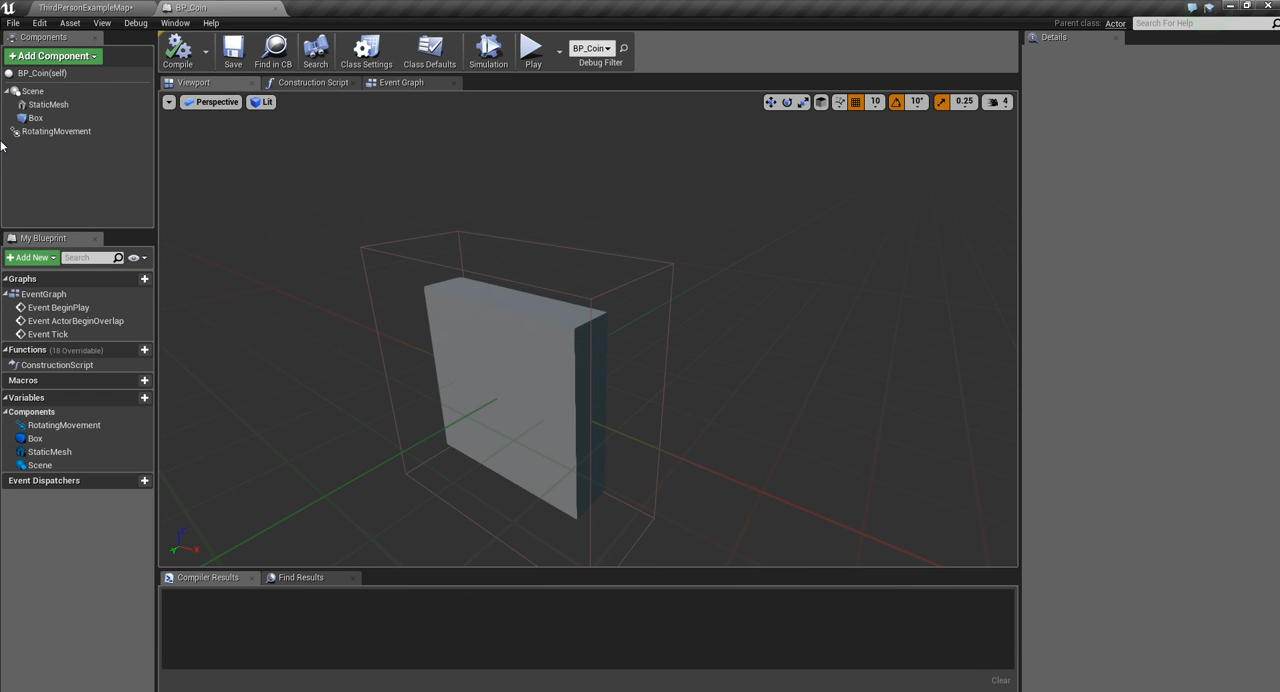 ThirdPersonExampleMap*
BP_Coin
File Edit Asset View Debug Window Help
Parent class: Actor
Search For Help
Components
+Add Component
BP_Coin(self)
Scene
StaticMesh
Box
RotatingMovement
My Blueprint
+Add New
Search
Graphs
EventGraph
Event BeginPlay
Event ActorBeginOverlap
Event Tick
Functions (18 Overridable)
ConstructionScript
Macros
Variables
Components
RotatingMovement
Box
StaticMesh
Scene
Event Dispatchers
Compile
Save
Find in CB
Search
Class Settings
Class Defaults
Simulation
Play
BP_Coin
Debug Filter
Viewport
Construction Script
Event Graph
Perspective
Lit
10
10°
0.25
4
Z
Y
X
Compiler Results
Find Results
Clear
Details